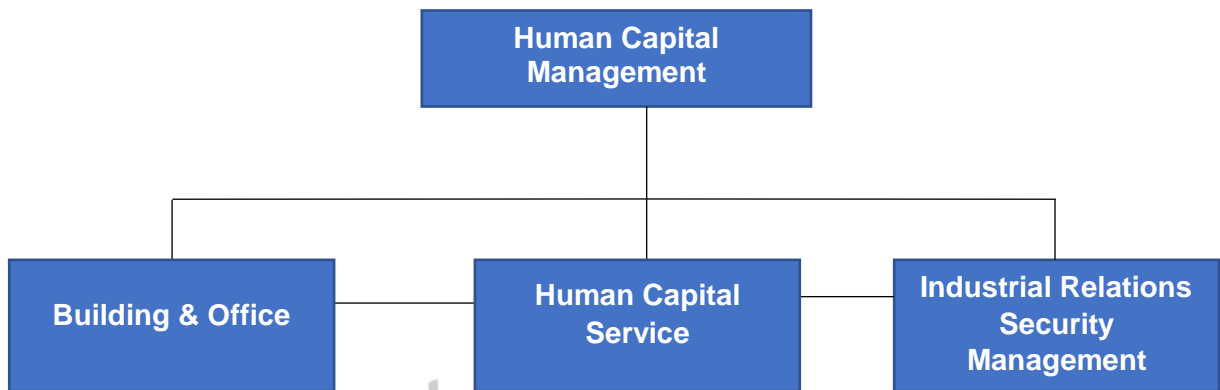 Human Capital
Management
Building & Office
Human Capital
Service
Industrial Relations
Security
Management